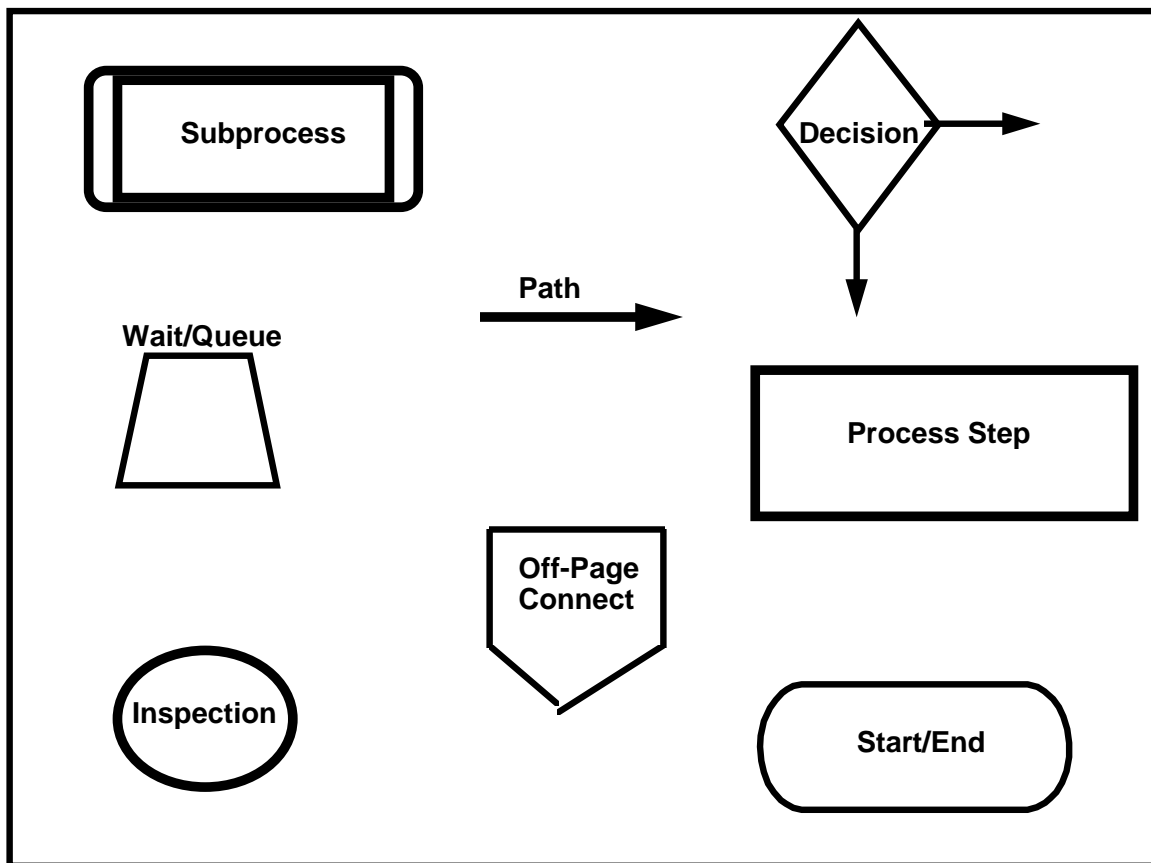 Subprocess
Decision
Path
Wait/Queue
Process Step
Off-Page
Connect
Inspection
Start/End